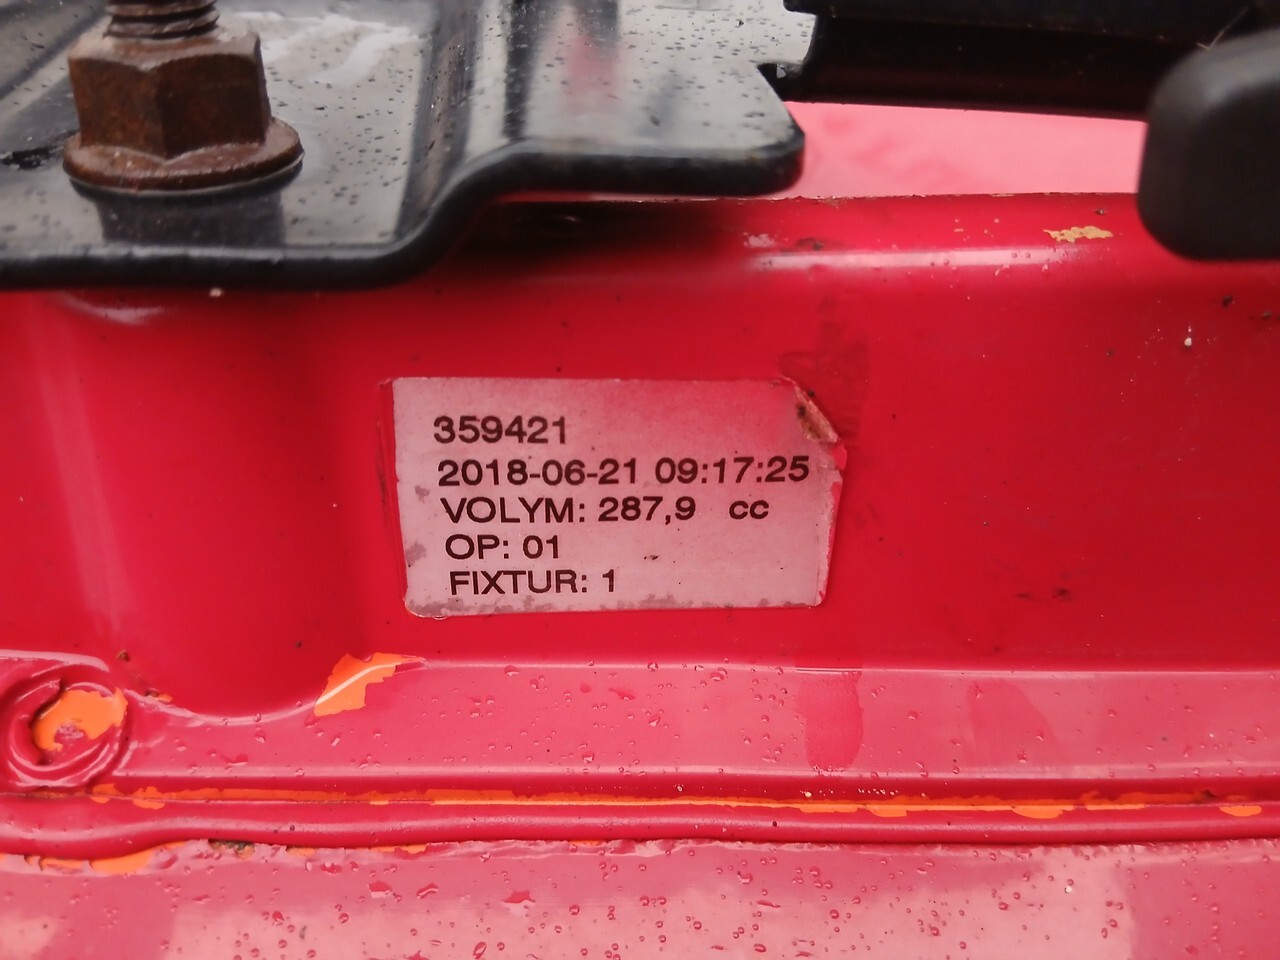 359421
2018-06-21 09:17:25
VOLYM: 287,9 cc
OP: 01
FIXTUR: 1